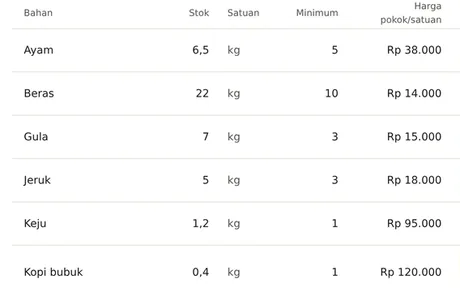 Bahan Stok Satuan Minimum Harga pokok/satuan
Ayam 6,5 kg 5 Rp 38.000
Beras 22 kg 10 Rp 14.000
Gula 7 kg 3 Rp 15.000
Jeruk 5 kg 3 Rp 18.000
Keju 1,2 kg 1 Rp 95.000
Kopi bubuk 0,4 kg 1 Rp 120.000